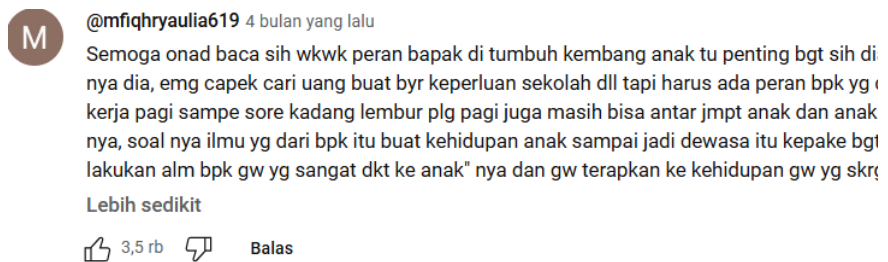 M
@mfiqhryaulia619 4 bulan yang lalu
Semoga onad baca sih wkwk peran bapak di tumbuh kembang anak tu penting bgt sih
nya dia, emg capek cari uang buat byr keperluan sekolah dll tapi harus ada peran bpk yg
kerja pagi sampe sore kadang lembur plg pagi juga masih bisa antar jmpt anak dan anak
nya, soal nya ilmu yg dari bpk itu buat kehidupan anak sampai jadi dewasa itu kepake bgt
lakukan alm bpk gw yg sangat dkt ke anak" nya dan gw terapkan ke kehidupan gw yg
Lebih sedikit
3,5 rb Balas